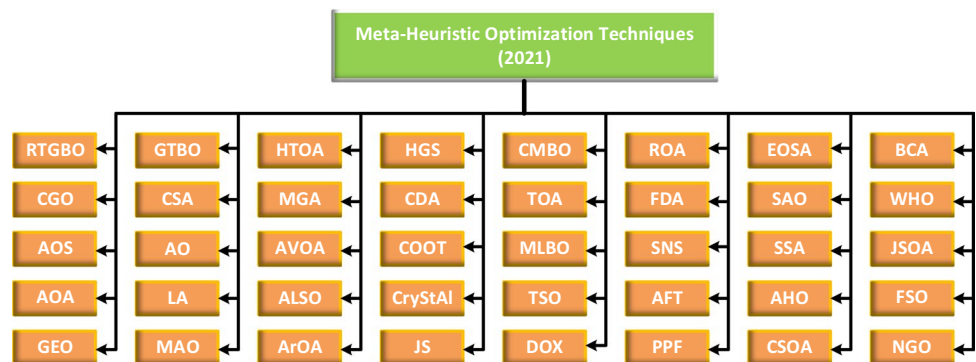 Meta-Heuristic Optimization Techniques
(2021)
RTGBO GTBO HTOA HGS CMBO ROA EOSA BCA
CGO CSA MGA CDA TOA FDA SAO WHO
AOS AO AVOA COOT MLBO SNS SSA JSOA
AOA LA ALSO CryStAl TSO AFT AHO FSO
GEO MAO ArOA JS DOX PPF CSOA NGO